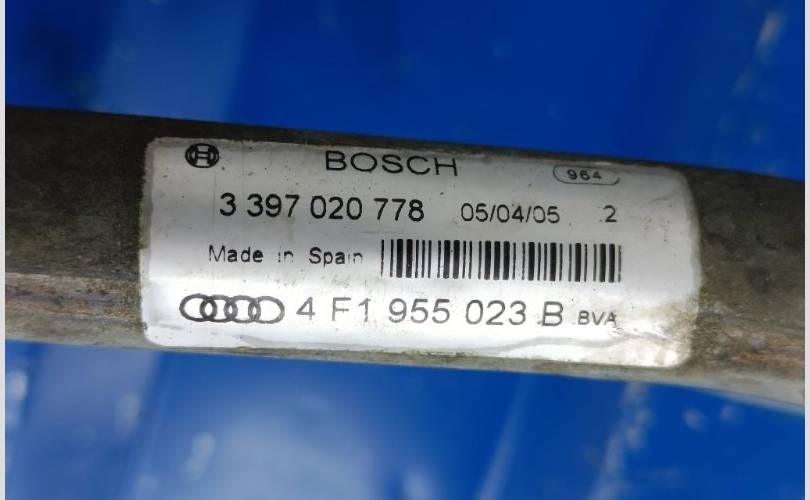 BOSCH 964
3 397 020 778 05/04/05 2
Made in Spain
4 F1 955 023 B BVA